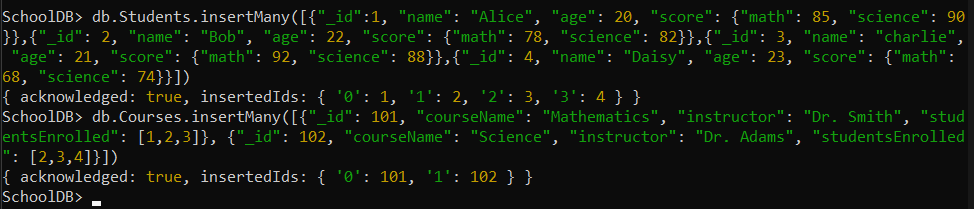 SchoolDB> db.Students.insertMany([{"_id":1, "name": "Alice", "age": 20, "score": {"math": 85, "science": 90
}},{"_id": 2, "name": "Bob", "age": 22, "score": {"math": 78, "science": 82}},{"_id": 3, "name": "charlie",
 "age": 21, "score": {"math": 92, "science": 88}},{"_id": 4, "name": "Daisy", "age": 23, "score": {"math":
68, "science": 74}}])
{ acknowledged: true, insertedIds: { '0': 1, '1': 2, '2': 3, '3': 4 } }
SchoolDB> db.Courses.insertMany([{"_id": 101, "courseName": "Mathematics", "instructor": "Dr. Smith", "stud
entsEnrolled": [1,2,3]}, {"_id": 102, "courseName": "Science", "instructor": "Dr. Adams", "studentsEnrolled
": [2,3,4]}])
{ acknowledged: true, insertedIds: { '0': 101, '1': 102 } }
SchoolDB>